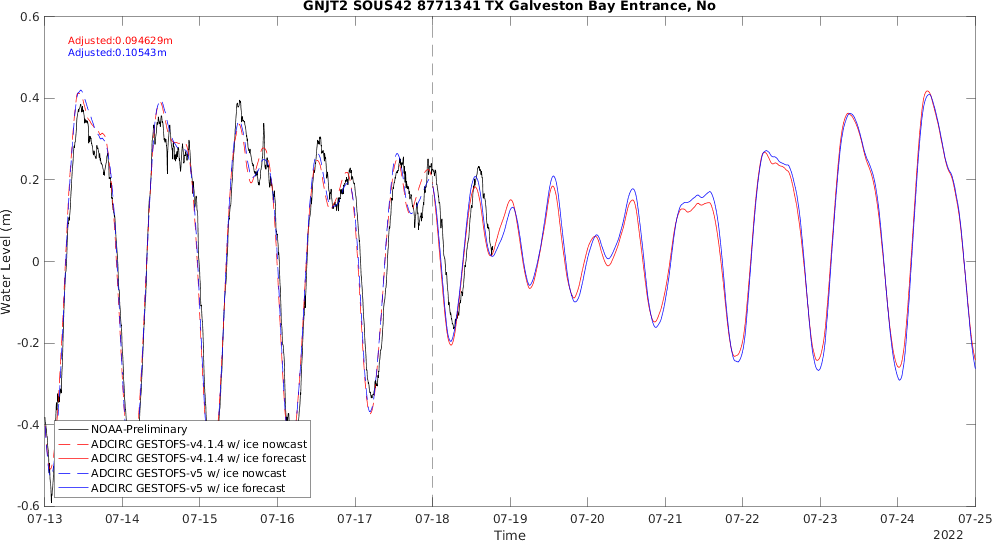 GNJT2 SOUS42 8771341 TX Galveston Bay Entrance, No
Adjusted:0.094629m
Adjusted:0.10543m
Water Level (m)
0.6
0.4
0.2
0
-0.2
-0.4
-0.6
NOAA-Preliminary
ADCIRC GESTOFS-v4.1.4 w/ ice nowcast
ADCIRC GESTOFS-v4.1.4 w/ ice forecast
ADCIRC GESTOFS-v5 w/ ice nowcast
ADCIRC GESTOFS-v5 w/ ice forecast
07-13 07-14 07-15 07-16 07-17 07-18 07-19 07-20 07-21 07-22 07-23 07-24 07-25
Time
2022